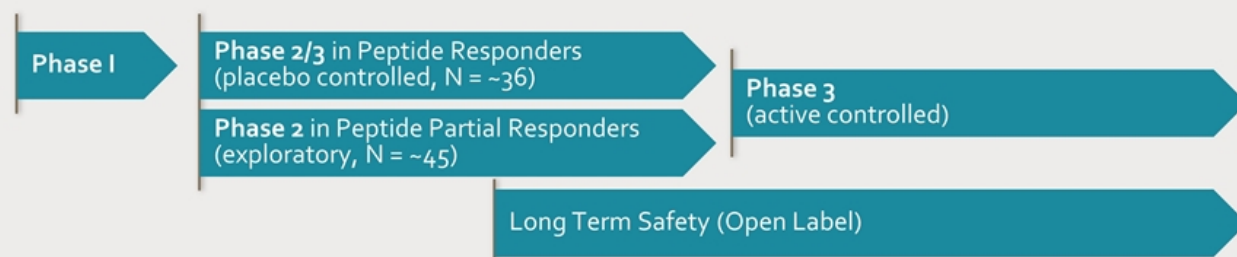 Phase I
Phase 2/3 in Peptide Responders
(placebo controlled, N = ~36)
Phase 2 in Peptide Partial Responders
(exploratory, N = ~45)
Phase 3
(active controlled)
Long Term Safety (Open Label)